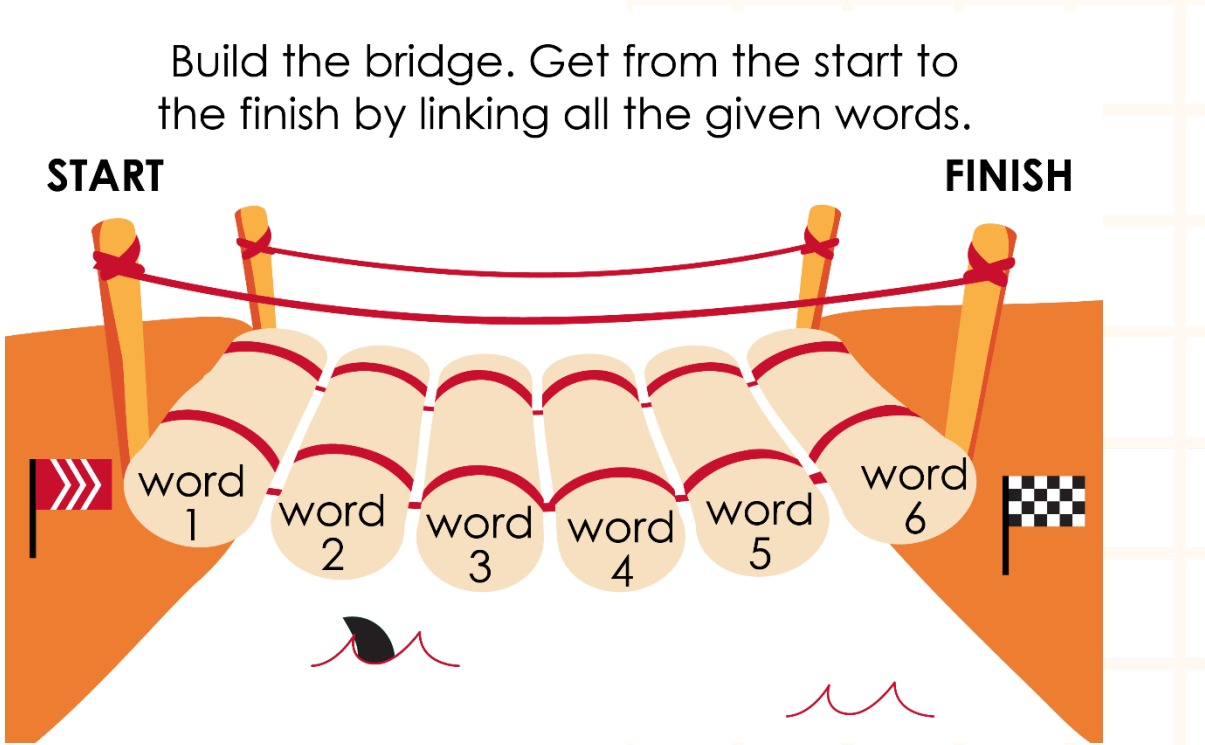 Build the bridge. Get from the start to
the finish by linking all the given words.
START
FINISH
word
1
word
2
word
3
word
4
word
5
word
6